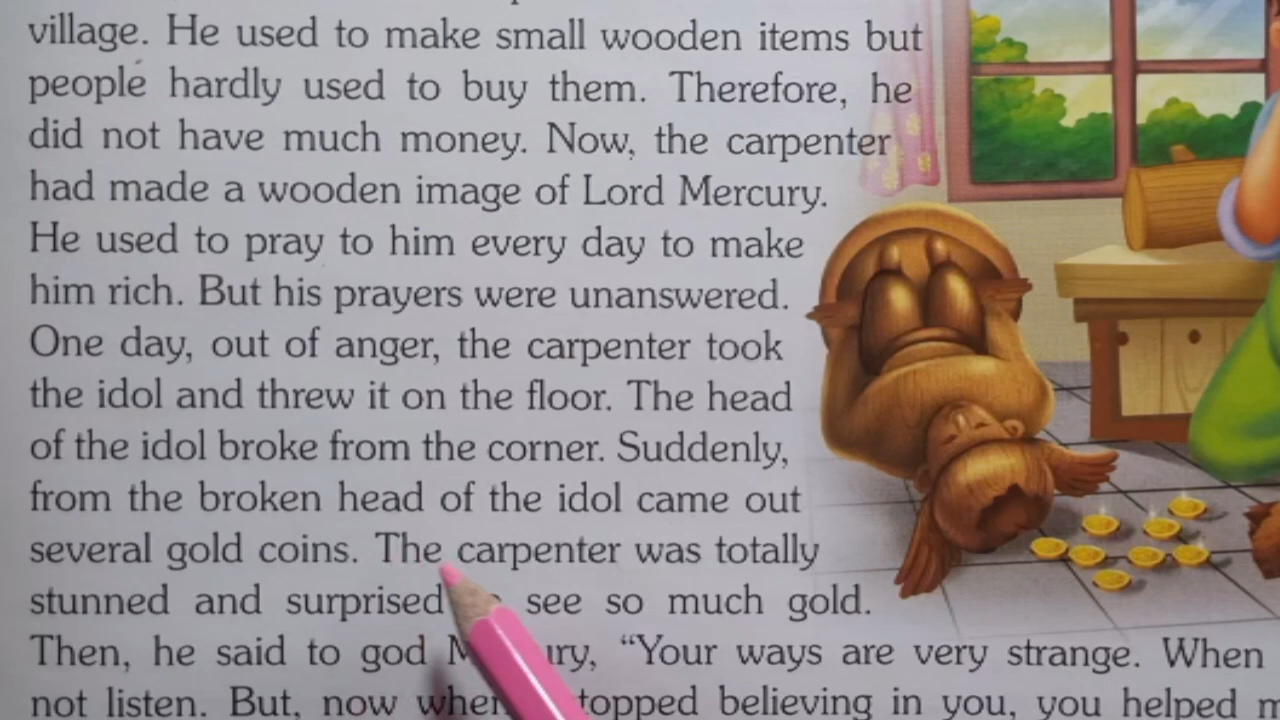 village. He used to make small wooden items but
people hardly used to buy them. Therefore, he
did not have much money. Now, the carpenter
had made a wooden image of Lord Mercury.
He used to pray to him every day to make
him rich. But his prayers were unanswered.
One day, out of anger, the carpenter took
the idol and threw it on the floor. The head
of the idol broke from the corner. Suddenly,
from the broken head of the idol came out
several gold coins. The carpenter was totally
stunned and surprised see so much gold.
Then, he said to god “Your ways are very strange. When
not listen. But, now believing in you, you helped